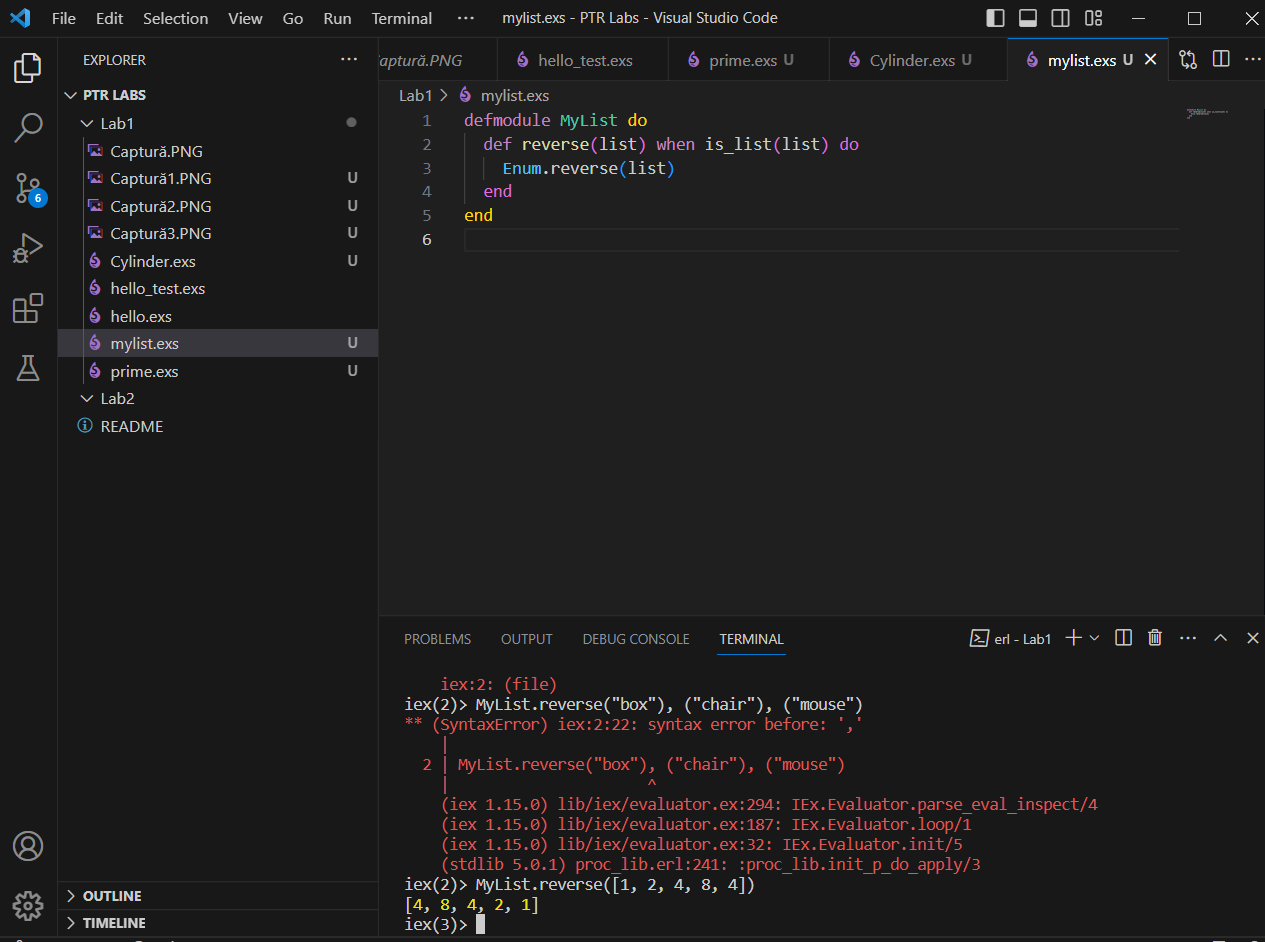 File Edit Selection View Go Run Terminal ··· mylist.exs - PTR Labs - Visual Studio Code
EXPLORER ···
PTR LABS
Lab1
Captură.PNG
Captură1.PNG U
Captură2.PNG U
Captură3.PNG U
Cylinder.exs U
hello_test.exs
hello.exs
mylist.exs U
prime.exs U
Lab2
README
6
OUTLINE
TIMELINE
aptură.PNG hello_test.exs prime.exs U Cylinder.exs U mylist.exs U
Lab1 > mylist.exs
1 defmodule MyList do
2 def reverse(list) when is_list(list) do
3 Enum.reverse(list)
4 end
5 end
6
PROBLEMS OUTPUT DEBUG CONSOLE TERMINAL erl - Lab1
iex:2: (file)
iex(2)> MyList.reverse("box"), ("chair"), ("mouse")
** (SyntaxError) iex:2:22: syntax error before: ','
|
2 | MyList.reverse("box"), ("chair"), ("mouse")
| ^
(iex 1.15.0) lib/iex/evaluator.ex:294: IEx.Evaluator.parse_eval_inspect/4
(iex 1.15.0) lib/iex/evaluator.ex:187: IEx.Evaluator.loop/1
(iex 1.15.0) lib/iex/evaluator.ex:32: IEx.Evaluator.init/5
(stdlib 5.0.1) proc_lib.erl:241: :proc_lib.init_p_do_apply/3
iex(2)> MyList.reverse([1, 2, 4, 8, 4])
[4, 8, 4, 2, 1]
iex(3)>